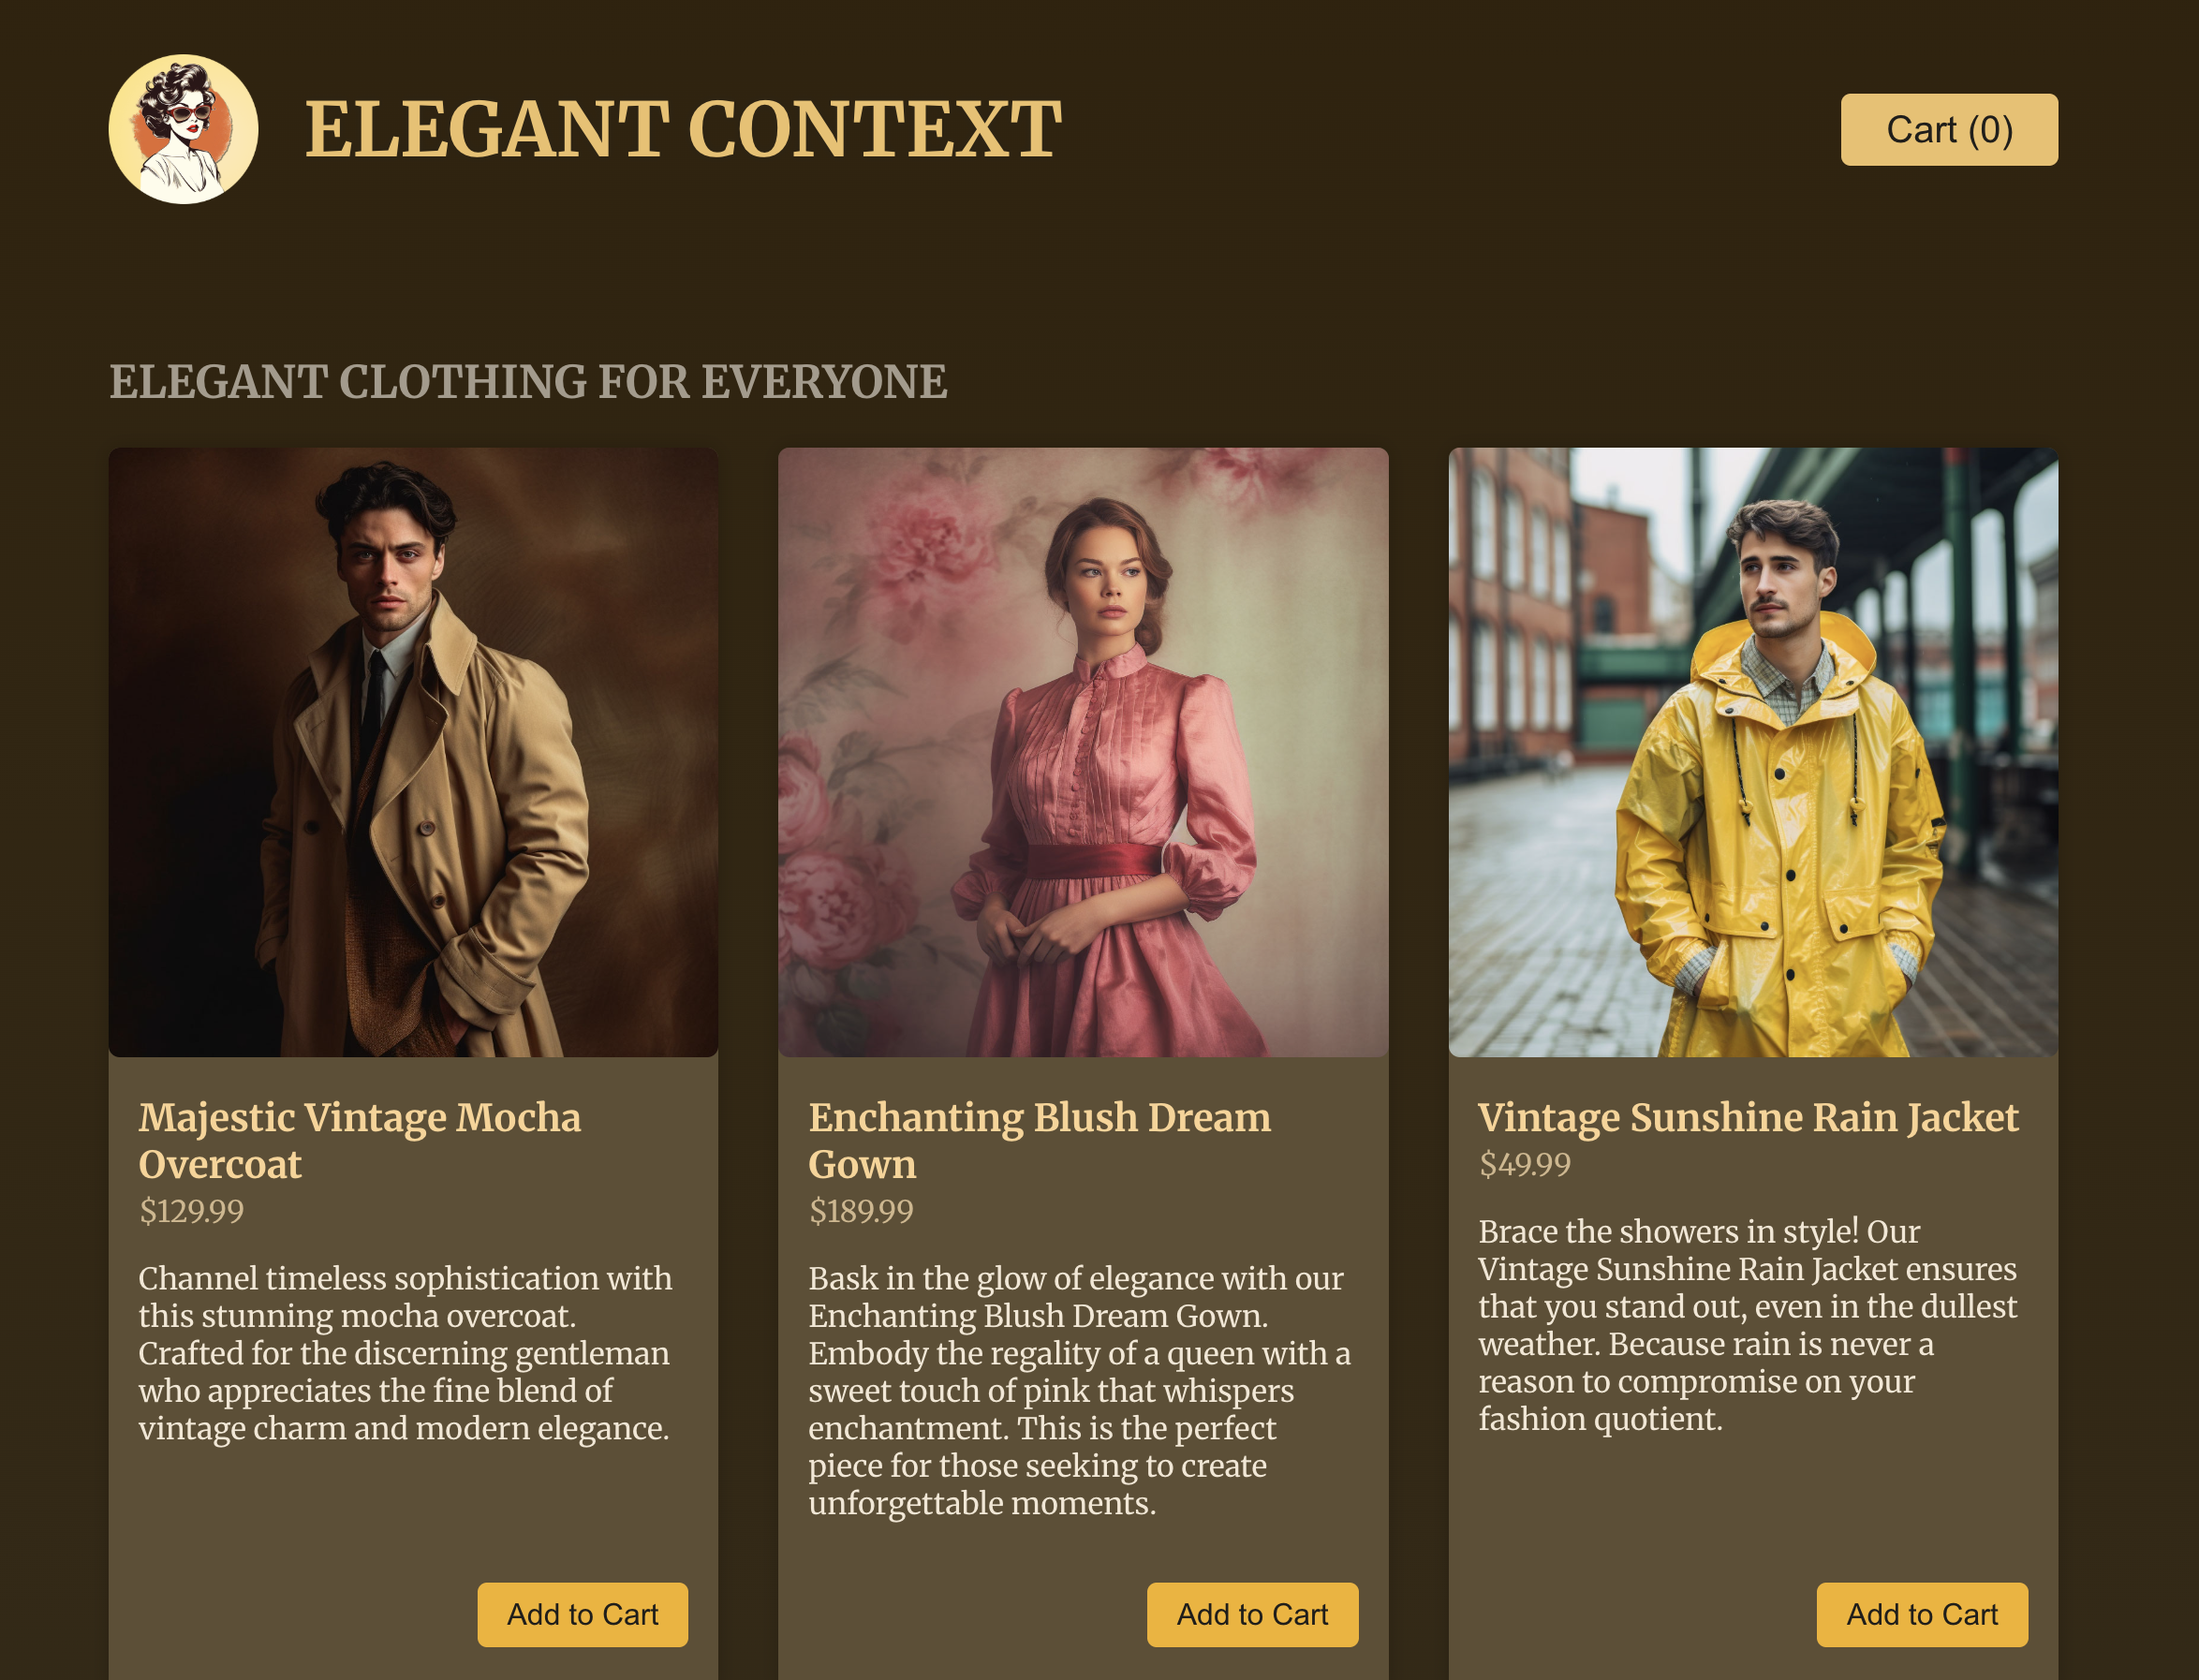 ELEGANT CONTEXT
Cart (0)
ELEGANT CLOTHING FOR EVERYONE
Majestic Vintage Mocha
Overcoat
$129.99
Channel timeless sophistication with
this stunning mocha overcoat.
Crafted for the discerning gentleman
who appreciates the fine blend of
vintage charm and modern elegance.
Add to Cart
Enchanting Blush Dream
Gown
$189.99
Bask in the glow of elegance with our
Enchanting Blush Dream Gown.
Embody the regality of a queen with a
sweet touch of pink that whispers
enchantment. This is the perfect
piece for those seeking to create
unforgettable moments.
Add to Cart
Vintage Sunshine Rain Jacket
$49.99
Brace the showers in style! Our
Vintage Sunshine Rain Jacket ensures
that you stand out, even in the dullest
weather. Because rain is never a
reason to compromise on your
fashion quotient.
Add to Cart